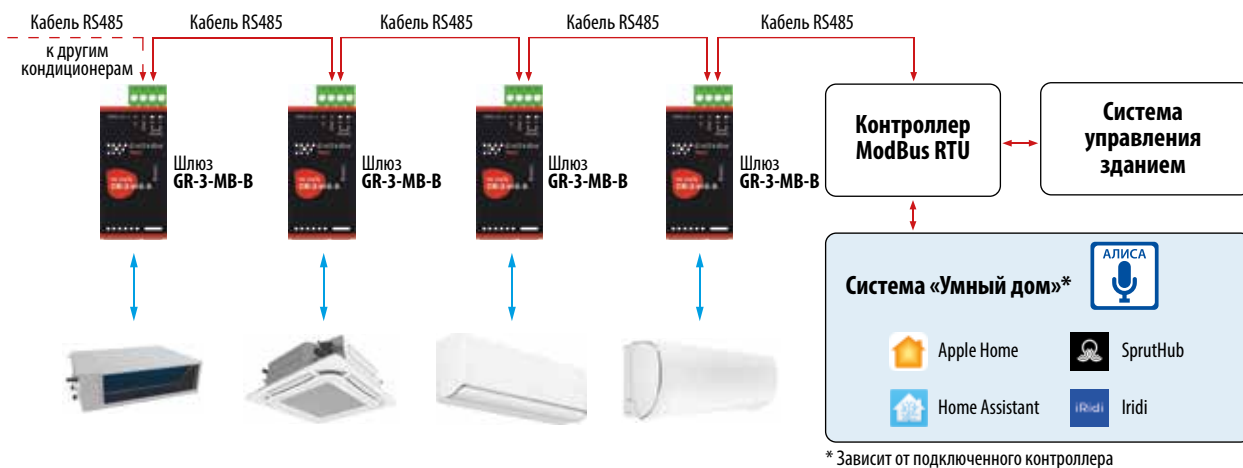 Кабель RS485
Кабель RS485
Кабель RS485
Кабель RS485
Кабель RS485
к другим
кондиционерам
Шлюз
GR-3-MB-B
Шлюз
GR-3-MB-B
Шлюз
GR-3-MB-B
Шлюз
GR-3-MB-B
Контроллер
ModBus RTU
Система
управления
зданием
Система «Умный дом»*
АЛИСА
Apple Home
SprutHub
Home Assistant
iRidi
Iridi
* Зависит от подключенного контроллера